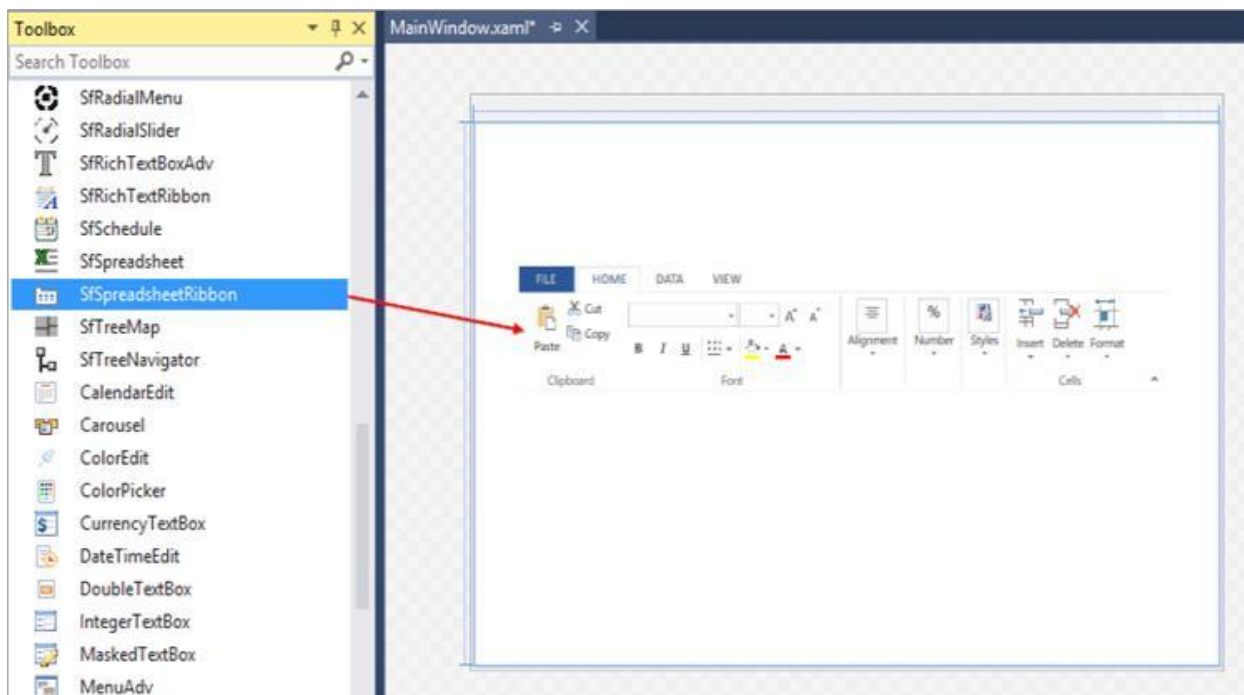 Toolbox
Search Toolbox
SfRadialMenu
SfRadialSlider
SfRichTextBoxAdv
SfRichTextRibbon
SfSchedule
SfSpreadsheet
SfSpreadsheetRibbon
SfTreeMap
SfTreeNavigator
CalendarEdit
Carousel
ColorEdit
ColorPicker
CurrencyTextBox
DateTimeEdit
DoubleTextBox
IntegerTextBox
MaskedTextBox
MenuAdv
MainWindow.xaml*
FILE HOME DATA VIEW
Cut
Copy
Paste
B I U
A A
A
Alignment
%
Number
Styles
Insert Delete Format
Clipboard Font Cells